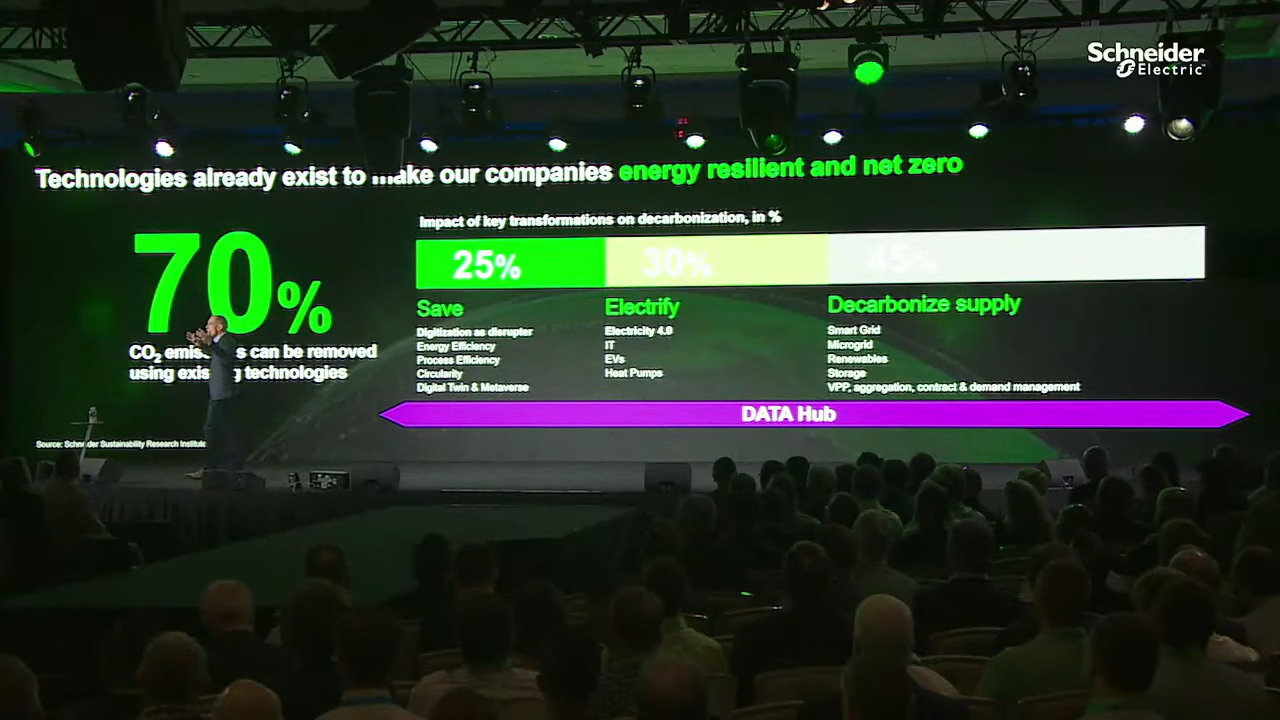 Schneider
Electric
Technologies already exist to make our companies energy resilient and net zero
Impact of key transformations on decarbonization, in %
70%
25%
30%
45%
CO2 emissions can be removed
using existing technologies
Save
Digitization as disrupter
Energy Efficiency
Process Efficiency
Circularity
Digital Twin & Metaverse
Electrify
Electricity 4.0
IT
EVs
Heat Pumps
Decarbonize supply
Smart Grid
Microgrid
Renewables
Storage
VPP, aggregation, contract & demand management
DATA Hub
Source: Schneider Sustainability Research Institute